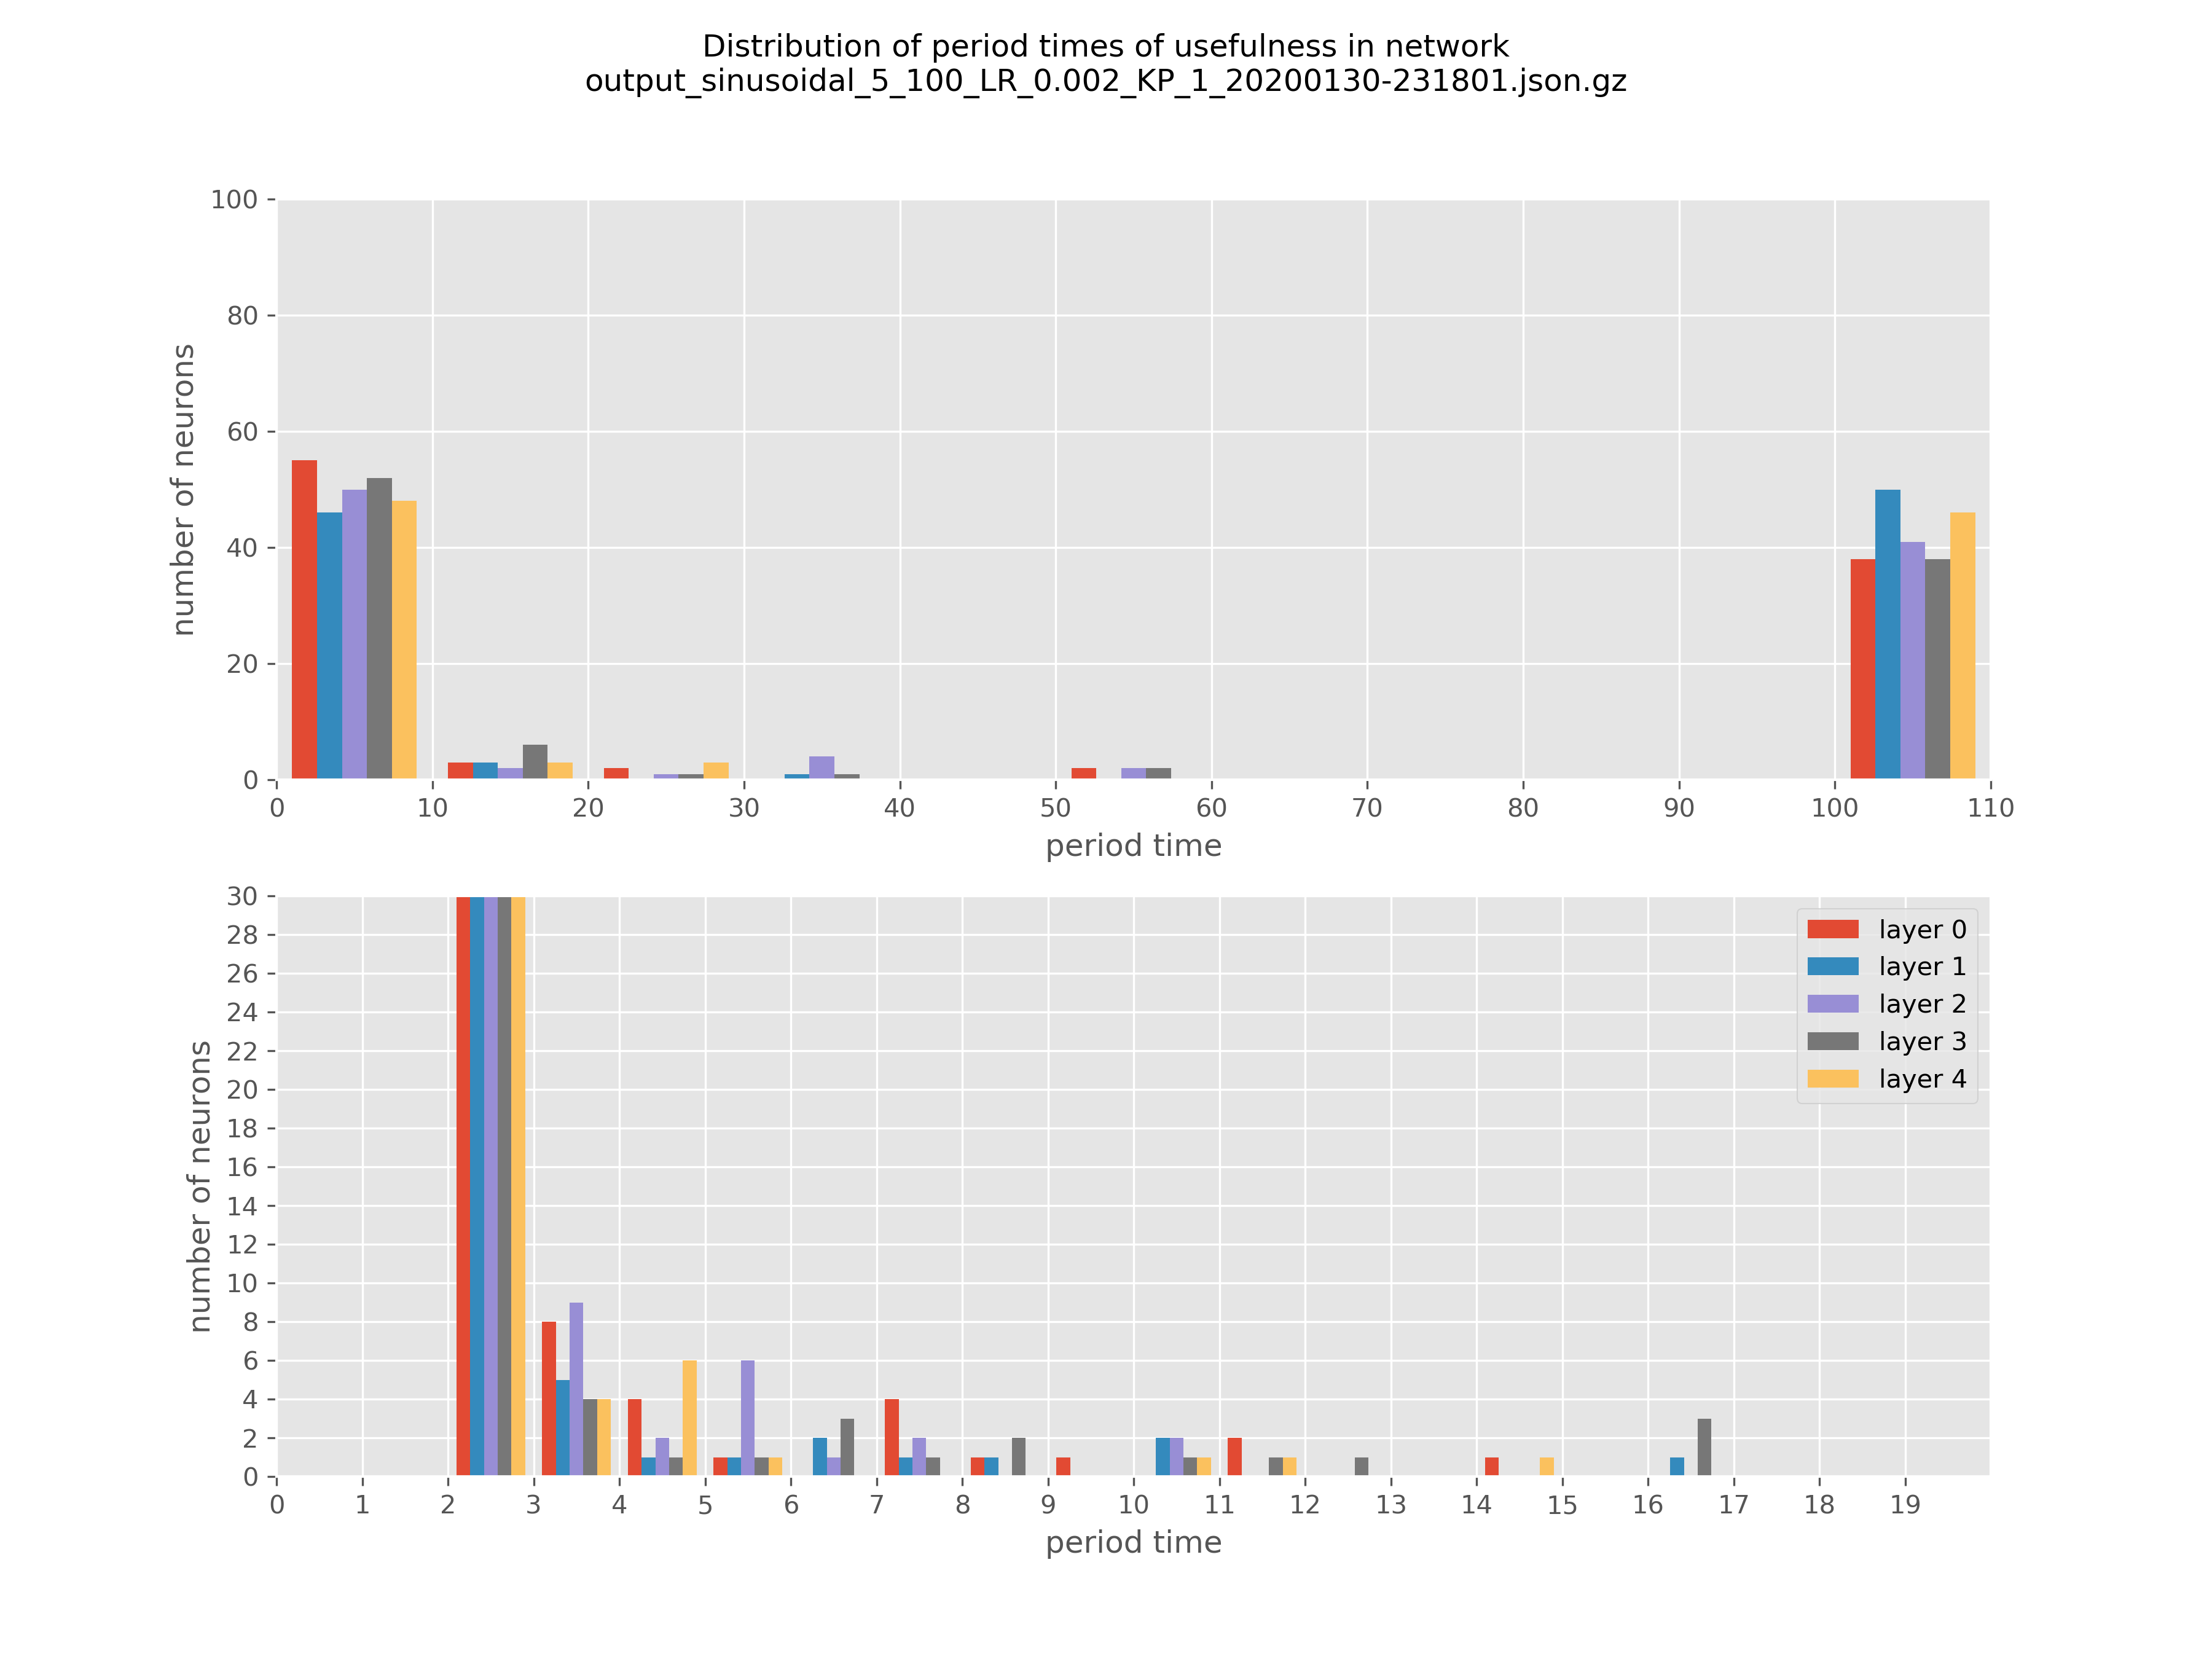 Distribution of period times of usefulness in network
output_sinusoidal_5_100_LR_0.002_KP_1_20200130-231801.json.gz
100
80
60
40
20
0
number of neurons
0 10 20 30 40 50 60 70 80 90 100 110
period time
30
28
26
24
22
20
18
16
14
12
10
8
6
4
2
0
number of neurons
layer 0
layer 1
layer 2
layer 3
layer 4
0 1 2 3 4 5 6 7 8 9 10 11 12 13 14 15 16 17 18 19
period time